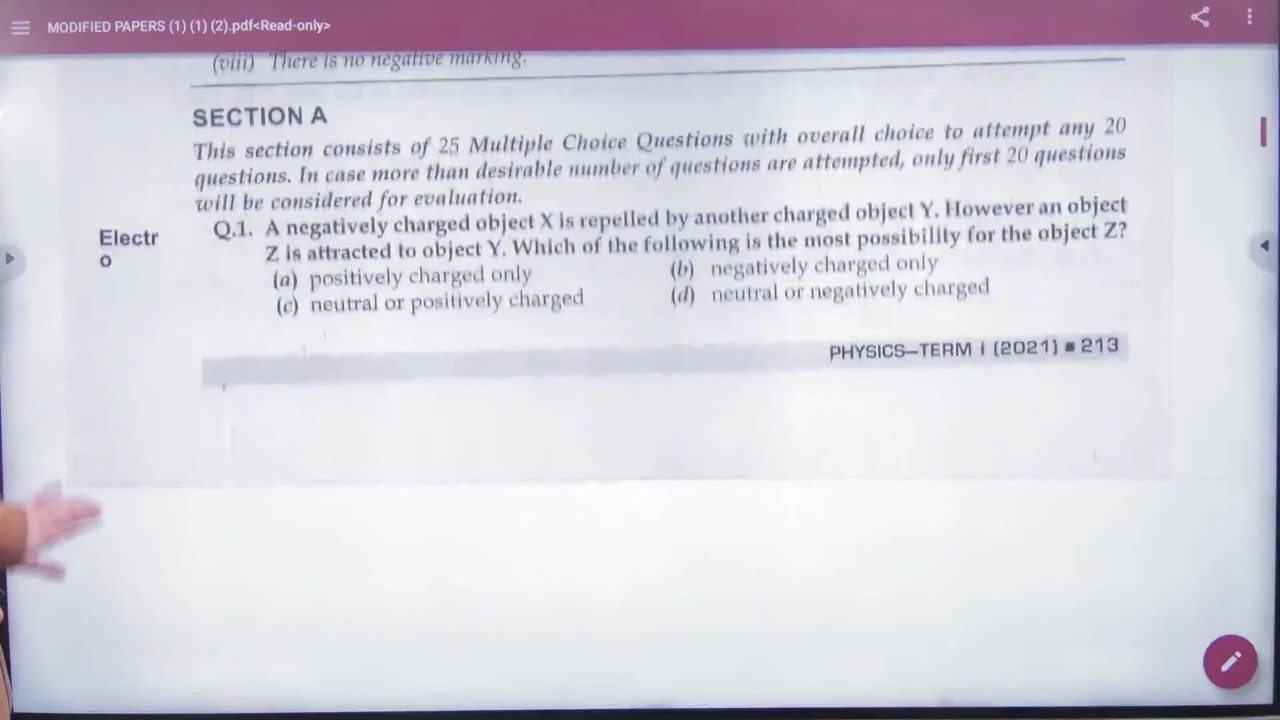 MODIFIED PAPERS (1) (1) (2).pdf<Read-only>
(viii) There is no negative marking.
SECTION A
This section consists of 25 Multiple Choice Questions with overall choice to attempt any 20
questions. In case more than desirable number of questions are attempted, only first 20 questions
will be considered for evaluation.
Electr
o
Q.1. A negatively charged object X is repelled by another charged object Y. However an object
Z is attracted to object Y. Which of the following is the most possibility for the object Z?
(a) positively charged only (b) negatively charged only
(c) neutral or positively charged (d) neutral or negatively charged
PHYSICS–TERM I (2021) ■ 213